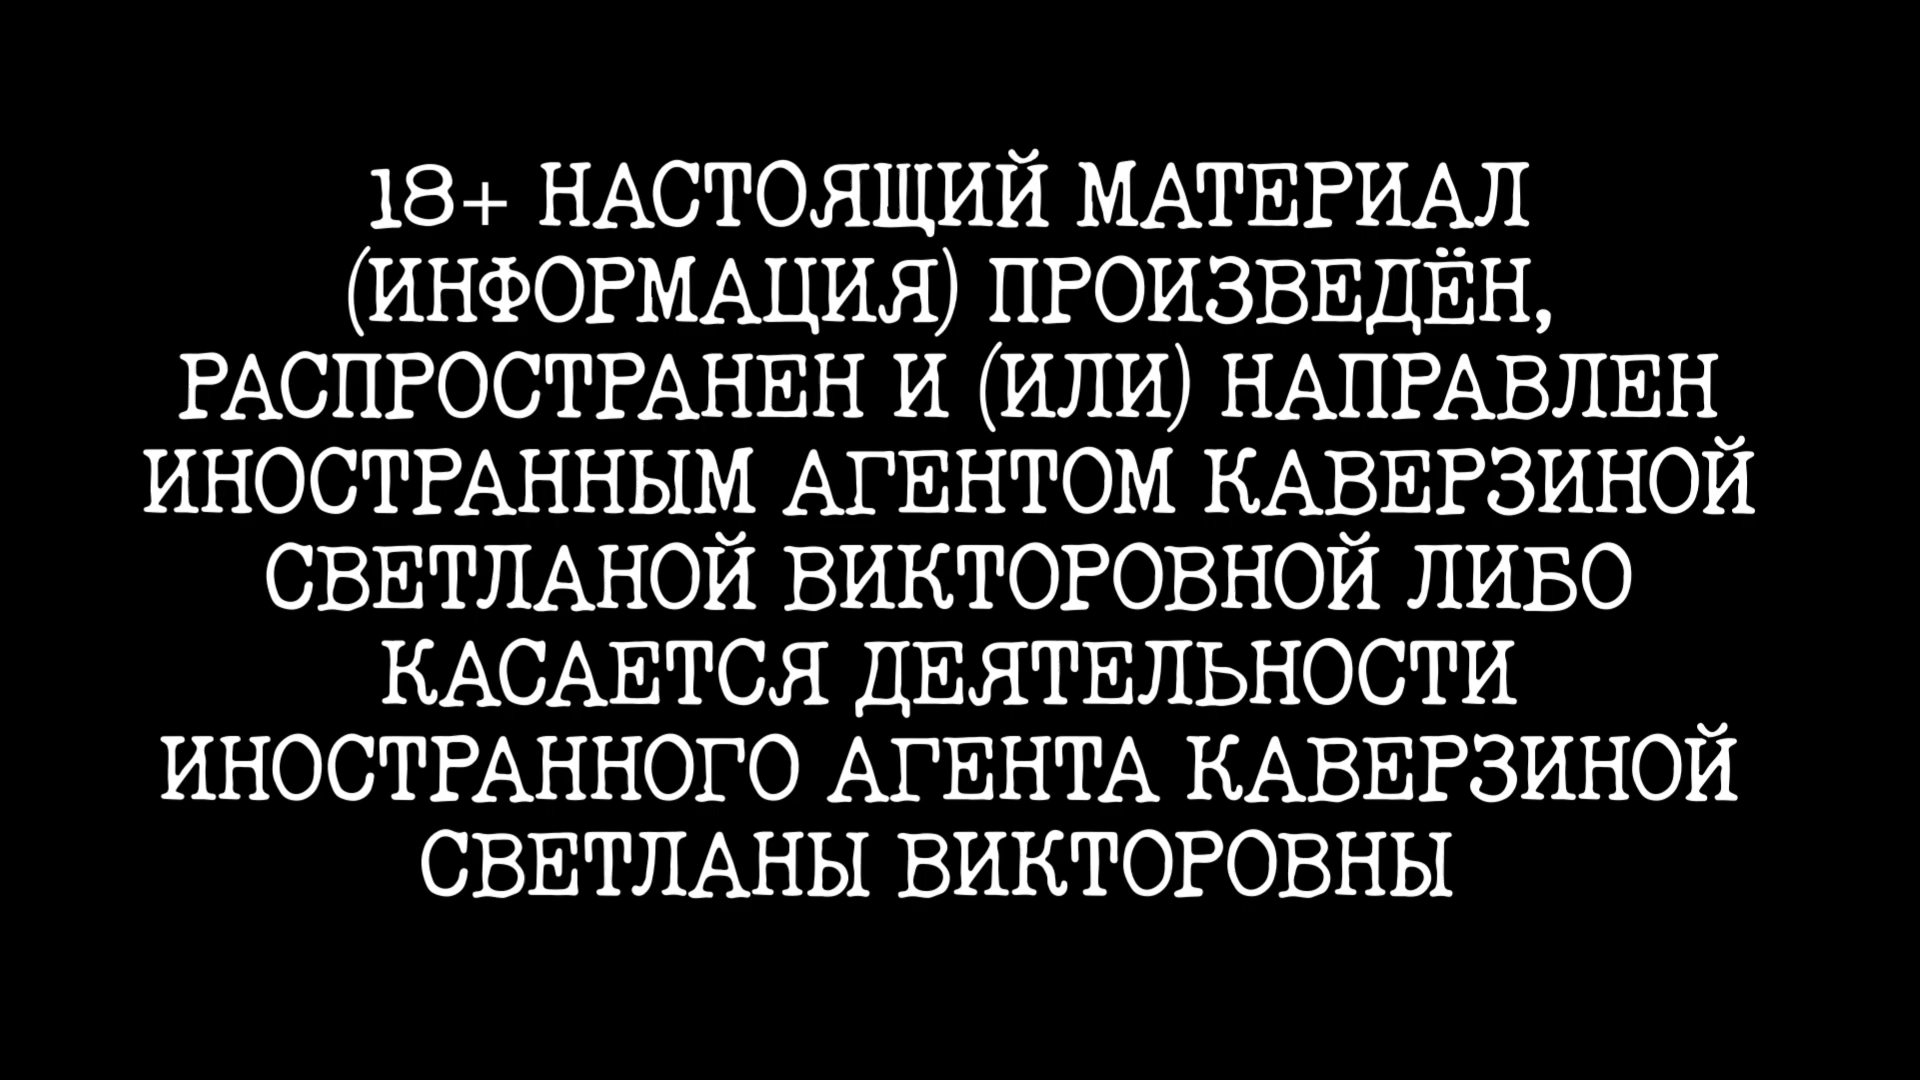 18+ НАСТОЯЩИЙ МАТЕРИАЛ
(ИНФОРМАЦИЯ) ПРОИЗВЕДЁН,
РАСПРОСТРАНЕН И (ИЛИ) НАПРАВЛЕН
ИНОСТРАННЫМ АГЕНТОМ КАВЕРЗИНОЙ
СВЕТЛАНОЙ ВИКТОРОВНОЙ ЛИБО
КАСАЕТСЯ ДЕЯТЕЛЬНОСТИ
ИНОСТРАННОГО АГЕНТА КАВЕРЗИНОЙ
СВЕТЛАНЫ ВИКТОРОВНЫ